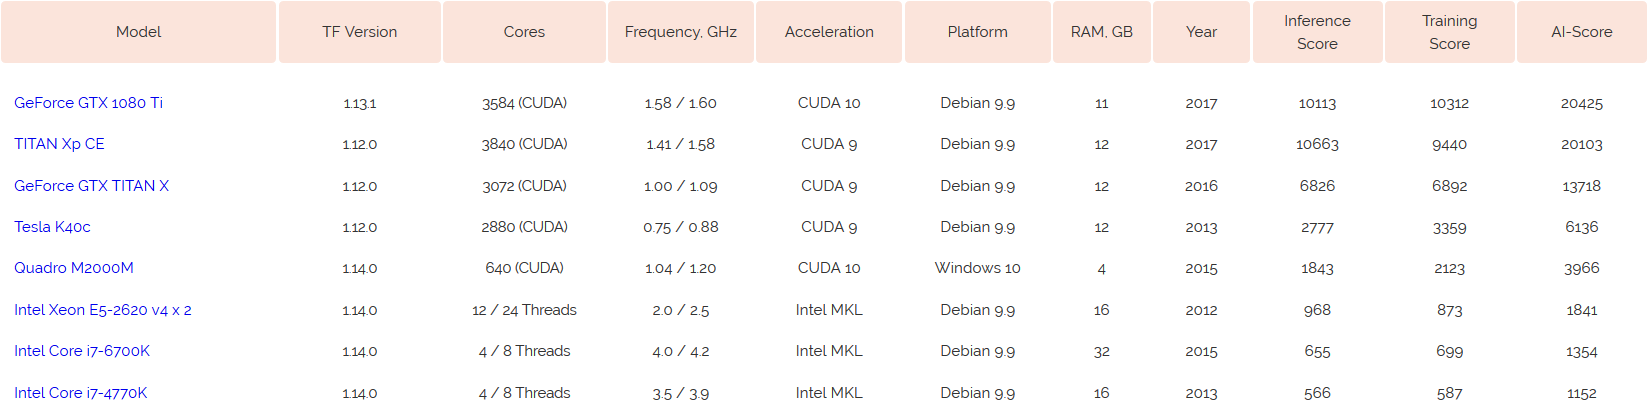 Model TF Version Cores Frequency, GHz Acceleration Platform RAM, GB Year Inference Score Training Score AI-Score
GeForce GTX 1080 Ti 1.13.1 3584 (CUDA) 1.58 / 1.60 CUDA 10 Debian 9.9 11 2017 10113 10312 20425
TITAN Xp CE 1.12.0 3840 (CUDA) 1.41 / 1.58 CUDA 9 Debian 9.9 12 2017 10663 9440 20103
GeForce GTX TITAN X 1.12.0 3072 (CUDA) 1.00 / 1.09 CUDA 9 Debian 9.9 12 2016 6826 6892 13718
Tesla K40c 1.12.0 2880 (CUDA) 0.75 / 0.88 CUDA 9 Debian 9.9 12 2013 2777 3359 6136
Quadro M2000M 1.14.0 640 (CUDA) 1.04 / 1.20 CUDA 10 Windows 10 4 2015 1843 2123 3966
Intel Xeon E5-2620 v4 x 2 1.14.0 12 / 24 Threads 2.0 / 2.5 Intel MKL Debian 9.9 16 2012 968 873 1841
Intel Core i7-6700K 1.14.0 4 / 8 Threads 4.0 / 4.2 Intel MKL Debian 9.9 32 2015 655 699 1354
Intel Core i7-4770K 1.14.0 4 / 8 Threads 3.5 / 3.9 Intel MKL Debian 9.9 16 2013 566 587 1152